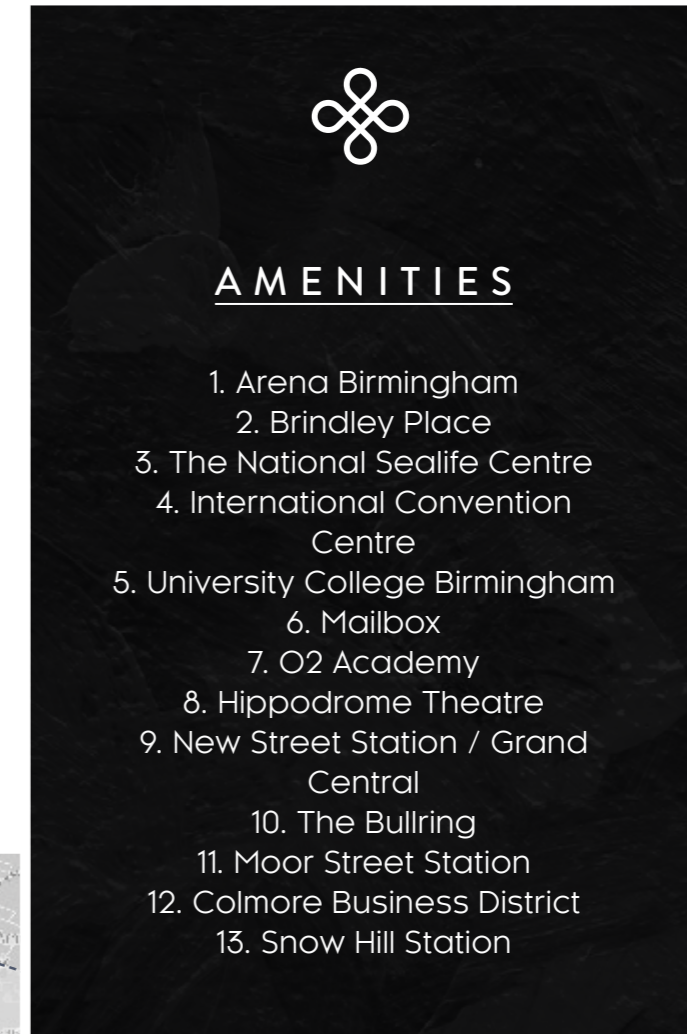 AMENITIES
1. Arena Birmingham
2. Brindley Place
3. The National Sealife Centre
4. International Convention
Centre
5. University College Birmingham
6. Mailbox
7. O2 Academy
8. Hippodrome Theatre
9. New Street Station / Grand
Central
10. The Bullring
11. Moor Street Station
12. Colmore Business District
13. Snow Hill Station